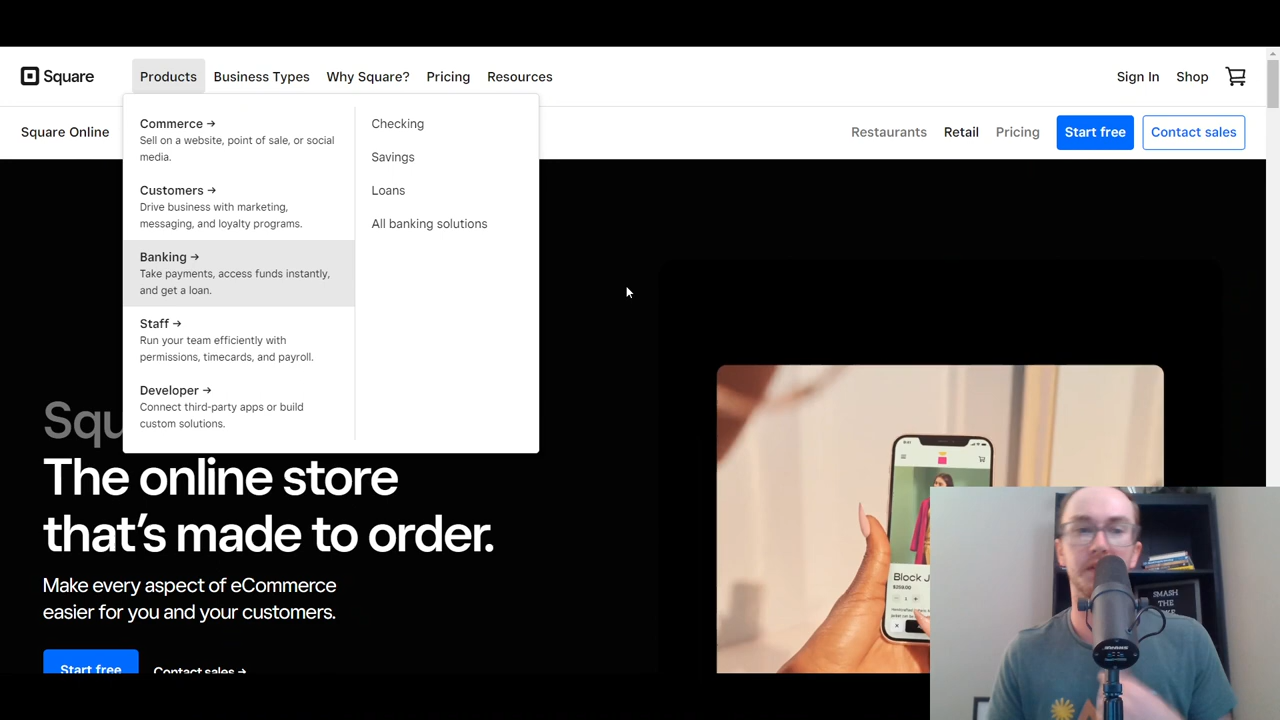 Square
Products
Business Types
Why Square?
Pricing
Resources
Sign In
Shop
Square Online
Restaurants
Retail
Pricing
Start free
Contact sales
Commerce →
Sell on a website, point of sale, or social
media.
Customers →
Drive business with marketing,
messaging, and loyalty programs.
Banking →
Take payments, access funds instantly,
and get a loan.
Staff →
Run your team efficiently with
permissions, timecards, and payroll.
Developer →
Connect third-party apps or build
custom solutions.
Checking
Savings
Loans
All banking solutions
Squ
The online store
that's made to order.
Make every aspect of eCommerce
easier for you and your customers.
Start free
Contact sales →
Block J
SMASH
THE